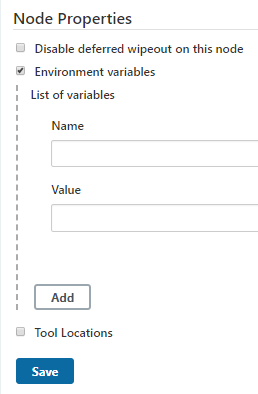 Node Properties
Disable deferred wipeout on this node
Environment variables
List of variables
Name
Value
Add
Tool Locations
Save